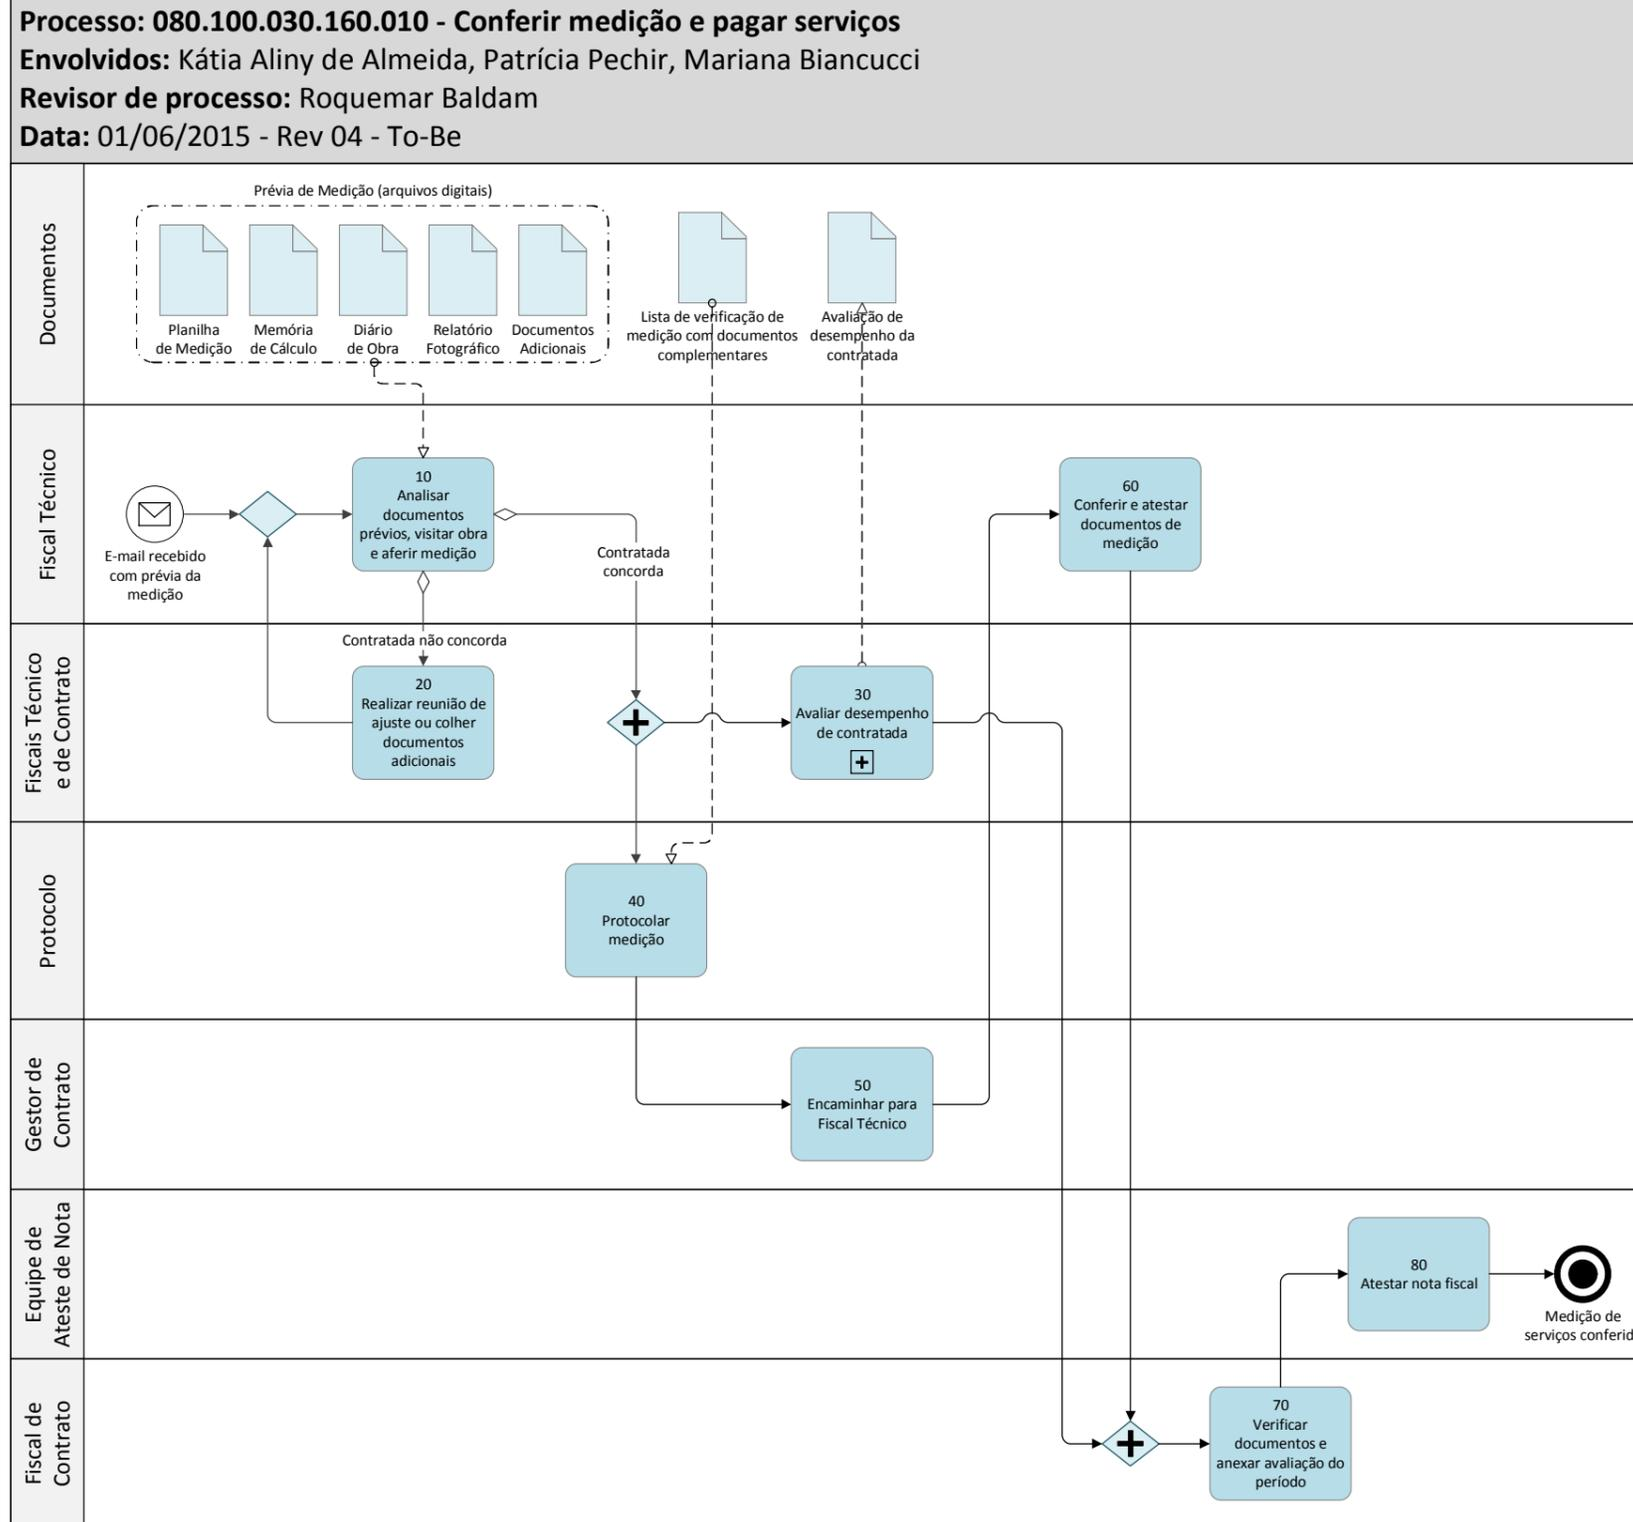 Processo: 080.100.030.160.010 - Conferir medição e pagar serviços
Envolvidos: Kátia Aliny de Almeida, Patrícia Pechir, Mariana Biancucci
Revisor de processo: Roquemar Baldam
Data: 01/06/2015 - Rev 04 - To-Be
Documentos
Prévia de Medição (arquivos digitais)
Planilha
de Medição
Memória
de Cálculo
Diário
de Obra
Relatório
Fotográfico
Documentos
Adicionais
Lista de verificação de
medição com documentos
complementares
Avaliação de
desempenho da
contratada
Fiscal Técnico
E-mail recebido
com prévia da
medição
10
Analisar
documentos
prévios, visitar obra
e aferir medição
Contratada
concorda
60
Conferir e atestar
documentos de
medição
Fiscais Técnico
e de Contrato
Contratada não concorda
20
Realizar reunião de
ajuste ou colher
documentos
adicionais
30
Avaliar desempenho
de contratada
Protocolo
40
Protocolar
medição
Gestor de
Contrato
50
Encaminhar para
Fiscal Técnico
Equipe de
Ateste de Nota
80
Atestar nota fiscal
Medição de
serviços conferid
Fiscal de
Contrato
70
Verificar
documentos e
anexar avaliação do
período